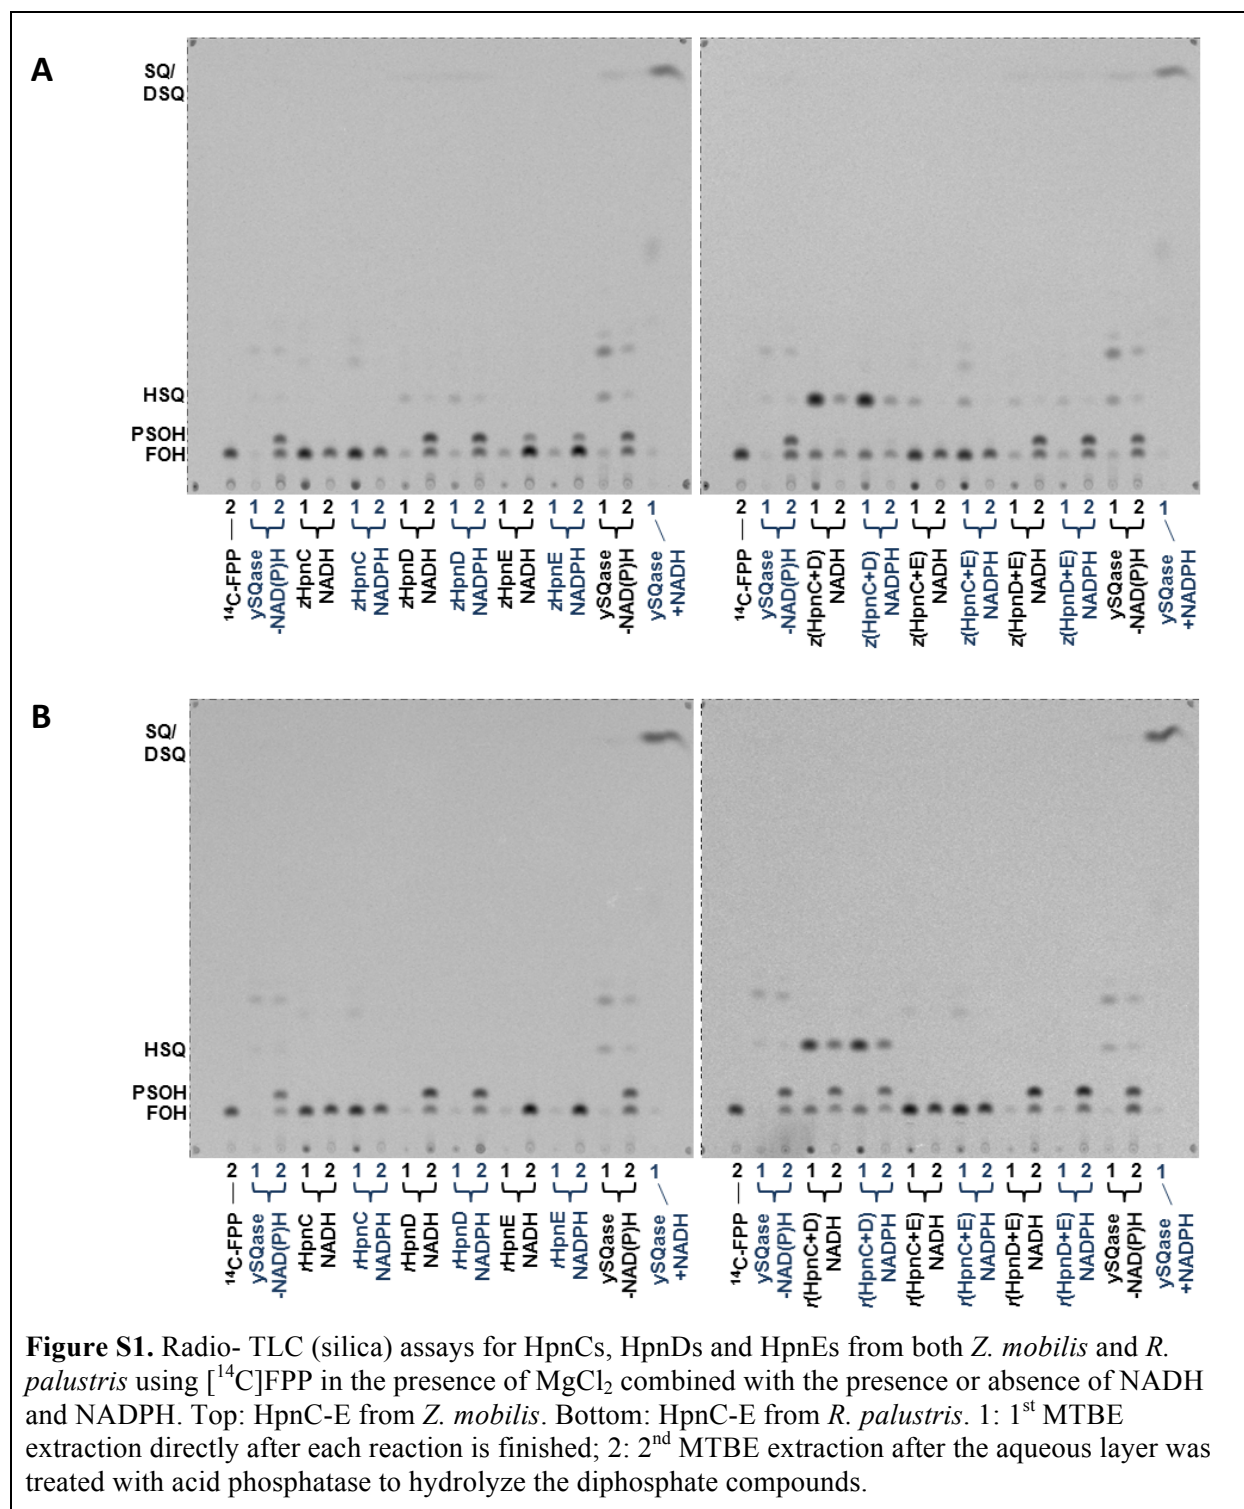 A
SQ/
DSQ
HSQ
PSOH
FOH
2 1 2 1 2 1 2 1 2 1 2 1 2 1 2 1 2 1
¹⁴C-FPP
ySQase
-NAD(P)H
zHpnC
NADH
zHpnC
NADPH
zHpnD
NADH
zHpnD
NADPH
zHpnE
NADH
zHpnE
NADPH
ySQase
-NAD(P)H
ySQase
+NADH
2 1 2 1 2 1 2 1 2 1 2 1 2 1 2 1 2 1
¹⁴C-FPP
ySQase
-NAD(P)H
z(HpnC+D)
NADH
z(HpnC+D)
NADPH
z(HpnC+E)
NADH
z(HpnC+E)
NADPH
z(HpnD+E)
NADH
z(HpnD+E)
NADPH
ySQase
-NAD(P)H
ySQase
+NADPH
B
SQ/
DSQ
HSQ
PSOH
FOH
2 1 2 1 2 1 2 1 2 1 2 1 2 1 2 1 2 1
¹⁴C-FPP
ySQase
-NAD(P)H
rHpnC
NADH
rHpnC
NADPH
rHpnD
NADH
rHpnD
NADPH
rHpnE
NADH
rHpnE
NADPH
ySQase
-NAD(P)H
ySQase
+NADH
2 1 2 1 2 1 2 1 2 1 2 1 2 1 2 1 2 1
¹⁴C-FPP
ySQase
-NAD(P)H
r(HpnC+D)
NADH
r(HpnC+D)
NADPH
r(HpnC+E)
NADH
r(HpnC+E)
NADPH
r(HpnD+E)
NADH
r(HpnD+E)
NADPH
ySQase
-NAD(P)H
ySQase
+NADPH
Figure S1. Radio- TLC (silica) assays for HpnCs, HpnDs and HpnEs from both Z. mobilis and R.
palustris using [¹⁴C]FPP in the presence of MgCl₂ combined with the presence or absence of NADH
and NADPH. Top: HpnC-E from Z. mobilis. Bottom: HpnC-E from R. palustris. 1: 1ˢᵗ MTBE
extraction directly after each reaction is finished; 2: 2ⁿᵈ MTBE extraction after the aqueous layer was
treated with acid phosphatase to hydrolyze the diphosphate compounds.